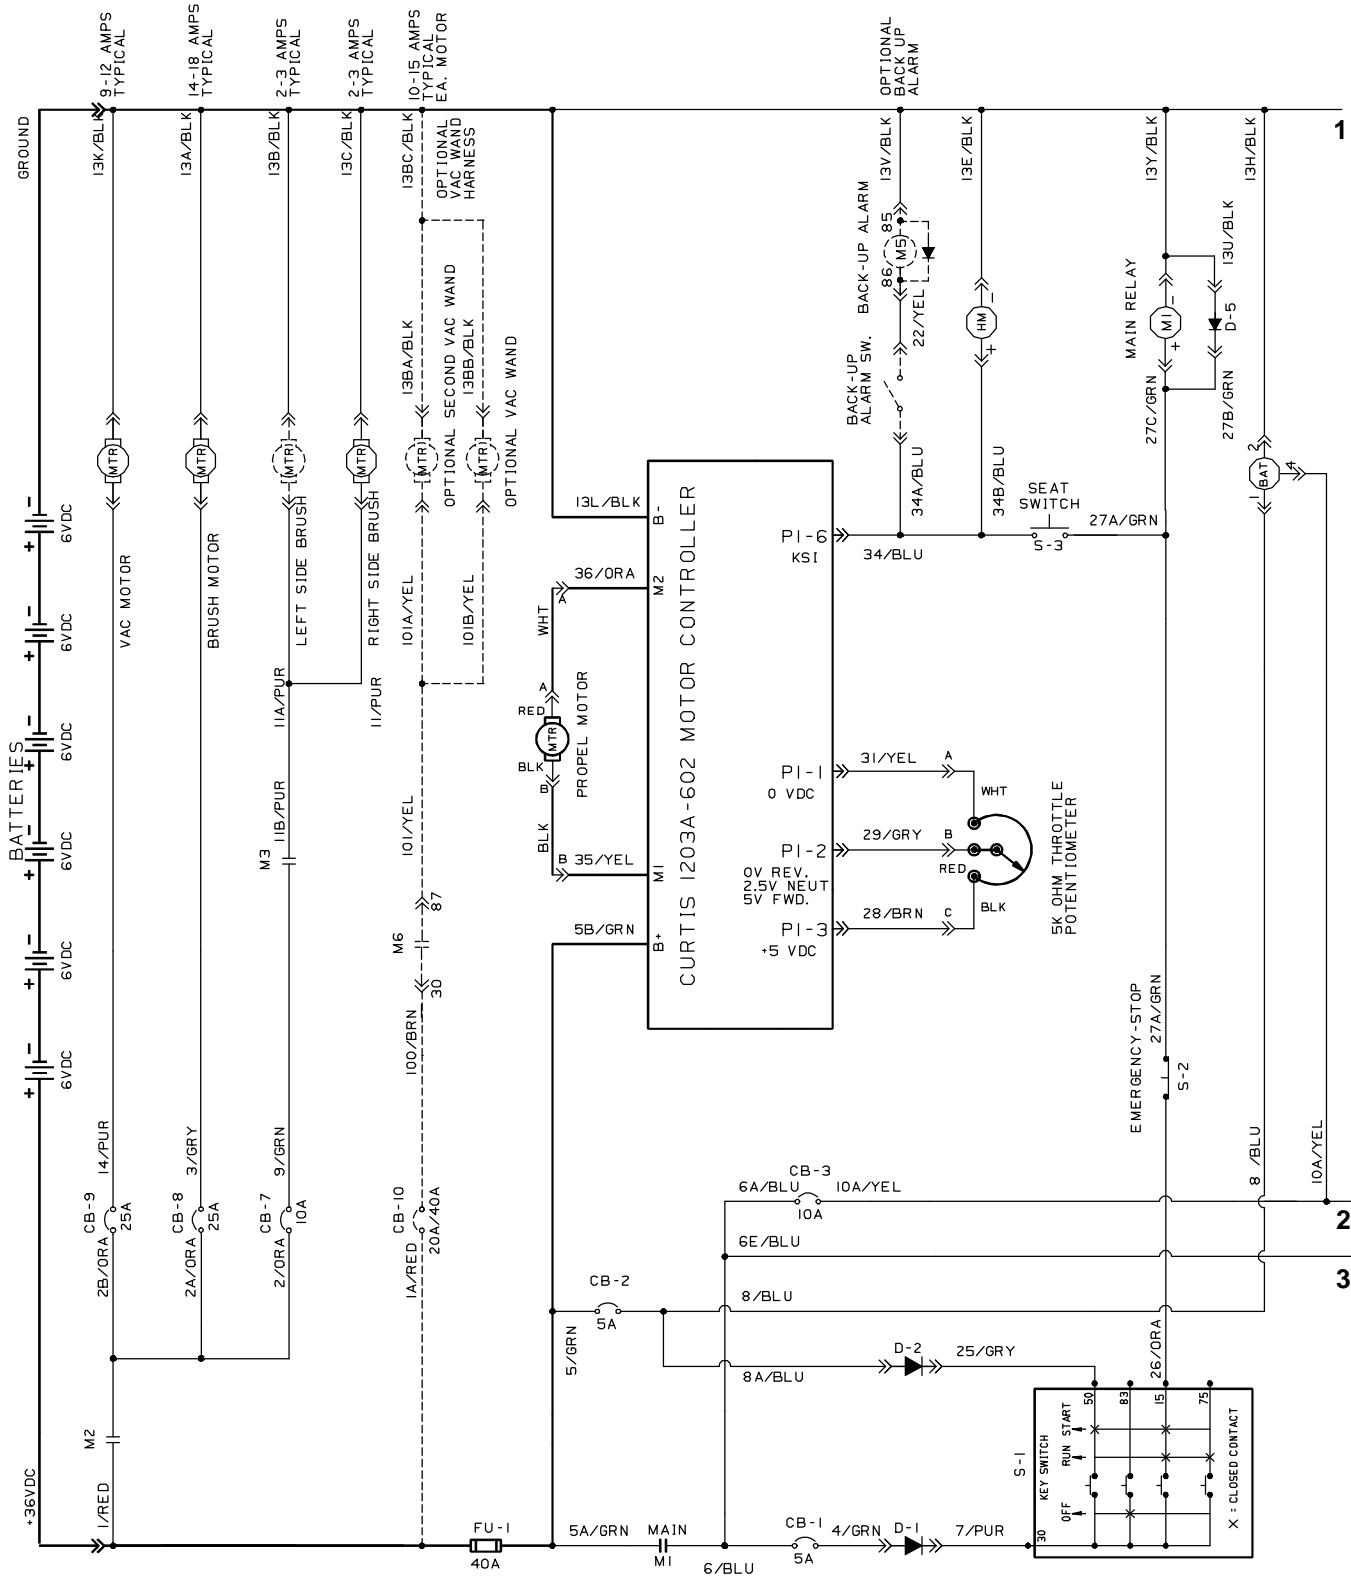 9-12 AMPS
TYPICAL
14-18 AMPS
TYPICAL
2-3 AMPS
TYPICAL
2-3 AMPS
TYPICAL
10-15 AMPS
TYPICAL
EA. MOTOR
OPTIONAL
BACK UP
ALARM
GROUND
13K/BLK
13A/BLK
13B/BLK
13C/BLK
13BC/BLK
OPTIONAL
VAC WAND
HARNESS
13V/BLK
13E/BLK
13Y/BLK
13H/BLK
1
BACK-UP ALARM
85
M5
86
22/YEL
BACK-UP
ALARM SW.
34A/BLU
HM
-
+
34B/BLU
MAIN RELAY
M1
-
+
13U/BLK
D-5
27C/GRN
27B/GRN
2
BAT
4
1
13BA/BLK
OPTIONAL SECOND VAC WAND
13BB/BLK
OPTIONAL VAC WAND
MTR
MTR
MTR
MTR
MTR
MTR
VAC MOTOR
BRUSH MOTOR
LEFT SIDE BRUSH
RIGHT SIDE BRUSH
101A/YEL
101B/YEL
BATTERIES
- + 6VDC
- + 6VDC
- + 6VDC
- + 6VDC
- + 6VDC
- + 6VDC
11A/PUR
11/PUR
11B/PUR
M3
101/YEL
87
M6
30
100/BRN
13L/BLK
B-
36/ORA
M2
A
WHT
A
RED
MTR
PROPEL MOTOR
BLK
B
BLK
B
35/YEL
M1
5B/GRN
B+
CURTIS 1203A-602 MOTOR CONTROLLER
P1-6
KSI
34/BLU
SEAT
SWITCH
S-3
27A/GRN
P1-1
0 VDC
31/YEL
A
WHT
P1-2
0V REV.
2.5V NEUT
5V FWD.
29/GRY
B
RED
P1-3
+5 VDC
28/BRN
C
BLK
5K OHM THROTTLE
POTENTIOMETER
27A/GRN
EMERGENCY-STOP
S-2
14/PUR
CB-9
25A
2B/ORA
3/GRY
CB-8
25A
2A/ORA
9/GRN
CB-7
10A
2/ORA
CB-10
20A/40A
1A/RED
6A/BLU
CB-3
10A
10A/YEL
8 /BLU
10A/YEL
2
6E/BLU
3
CB-2
5A
8/BLU
5/GRN
8A/BLU
D-2
25/GRY
26/ORA
M2
+36VDC
1/RED
FU-1
40A
5A/GRN
MAIN
M1
6/BLU
CB-1
5A
4/GRN
D-1
7/PUR
S-1
KEY SWITCH
30
OFF
RUN
START
50
83
15
75
X = CLOSED CONTACT